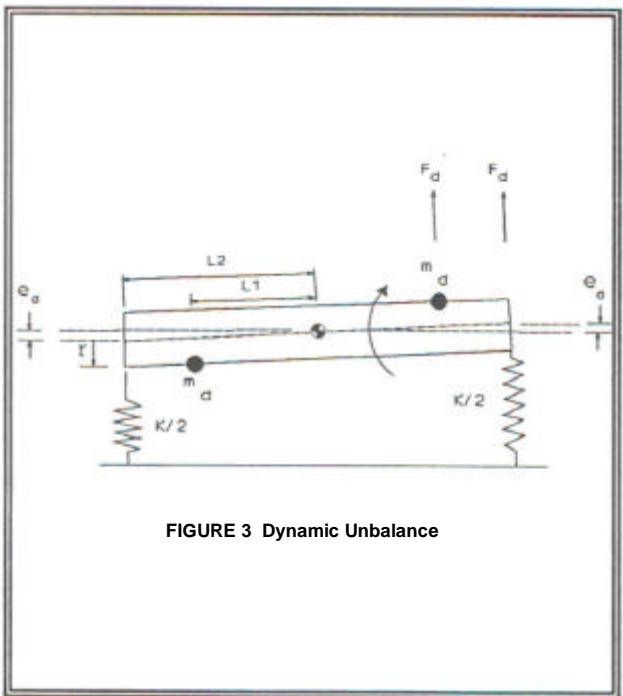 F d F d
L2
m d
e a
L1
e a
r
m d
K/2
K/2
FIGURE 3 Dynamic Unbalance